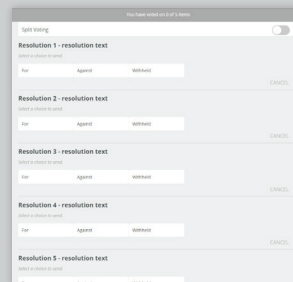 You have voted on 0 of 5 items
Split Voting
Resolution 1 - resolution text
Select a choice to send
For Against Withheld
CANCEL
Resolution 2 - resolution text
Select a choice to send
For Against Withheld
CANCEL
Resolution 3 - resolution text
Select a choice to send
For Against Withheld
CANCEL
Resolution 4 - resolution text
Select a choice to send
For Against Withheld
CANCEL
Resolution 5 - resolution text
Select a choice to send